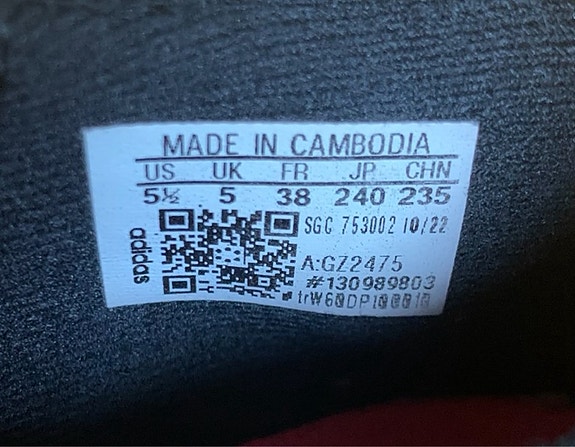 MADE IN CAMBODIA
US UK FR JP CHN
5½ 5 38 240 235
adidas
SGC 753002 10/22
A:GZ2475
#130989803